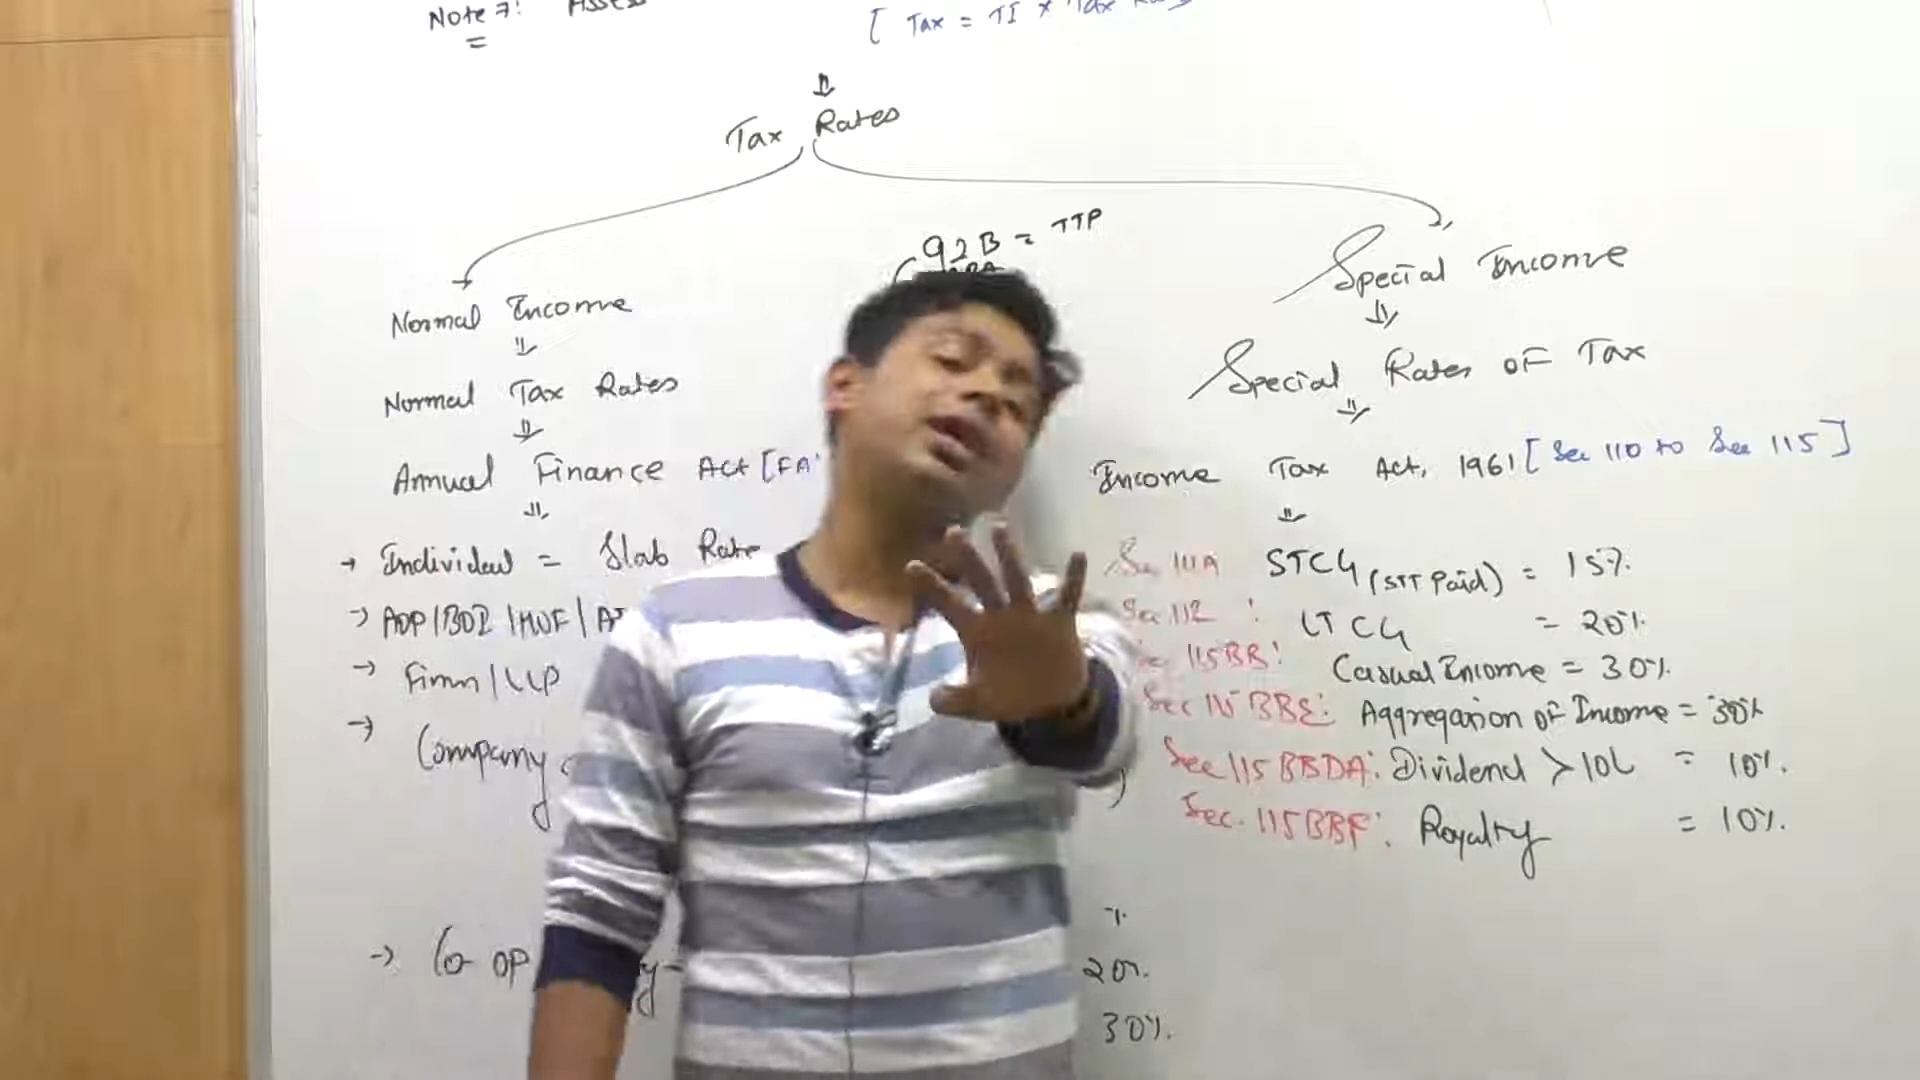 Note 7: Assess
[ Tax = TI x Tax Ra
Tax Rates
92B = TTP
Normal Income
Normal Tax Rates
Annual Finance Act [FA'
→ Individual = Slab Rate
→ AOP/BOI/HUF/A
→ Firm/LLP
→ Company
→ Co-op
20%.
30%.
Special Income
Special Rates of Tax
Income Tax Act, 1961 [Sec 110 to Sec 115]
Sec 111A STCG (STT Paid) = 15%.
Sec 112 : LTCG = 20%.
115BB: Casual Income = 30%.
Sec 115BBE: Aggregation of Income = 30%
Sec 115BBDA: Dividend > 10L = 10%.
Sec. 115BBF: Royalty = 10%.